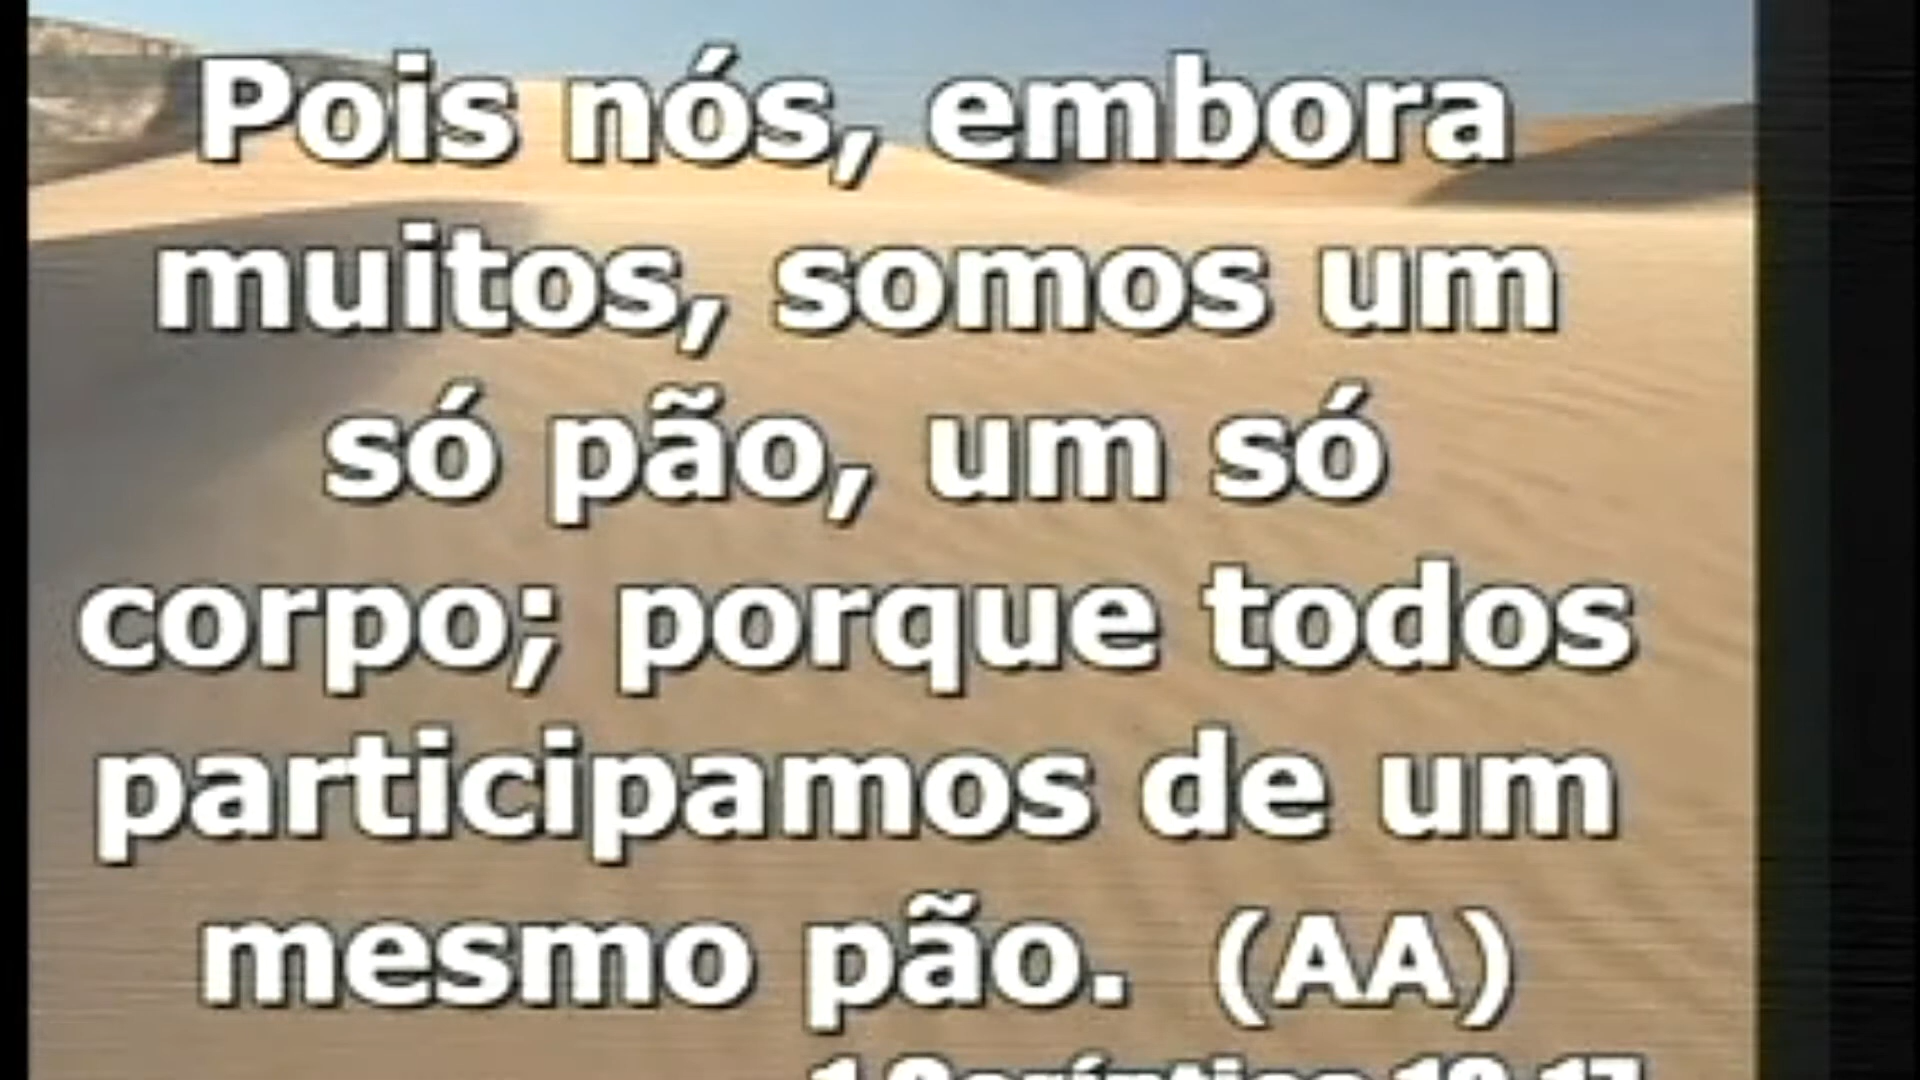 Pois nós, embora
muitos, somos um
só pão, um só
corpo; porque todos
participamos de um
mesmo pão. (AA)